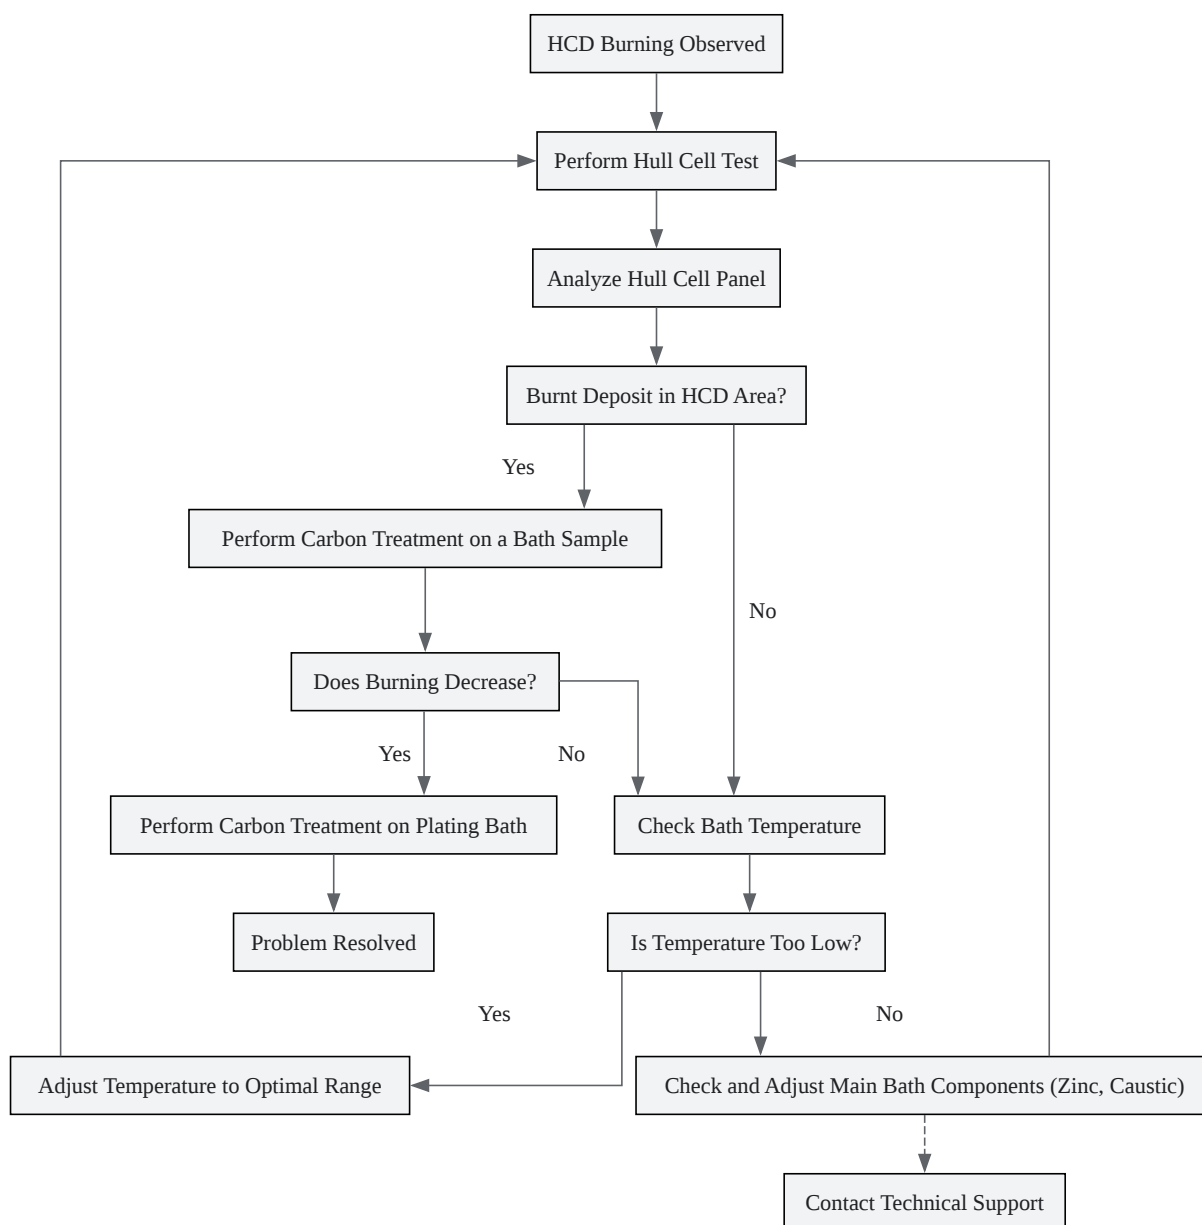 HCD Burning Observed
Perform Hull Cell Test
Analyze Hull Cell Panel
Burnt Deposit in HCD Area?
Yes
Perform Carbon Treatment on a Bath Sample
No
Does Burning Decrease?
Yes
No
Perform Carbon Treatment on Plating Bath
Check Bath Temperature
Problem Resolved
Is Temperature Too Low?
Yes
No
Adjust Temperature to Optimal Range
Check and Adjust Main Bath Components (Zinc, Caustic)
Contact Technical Support